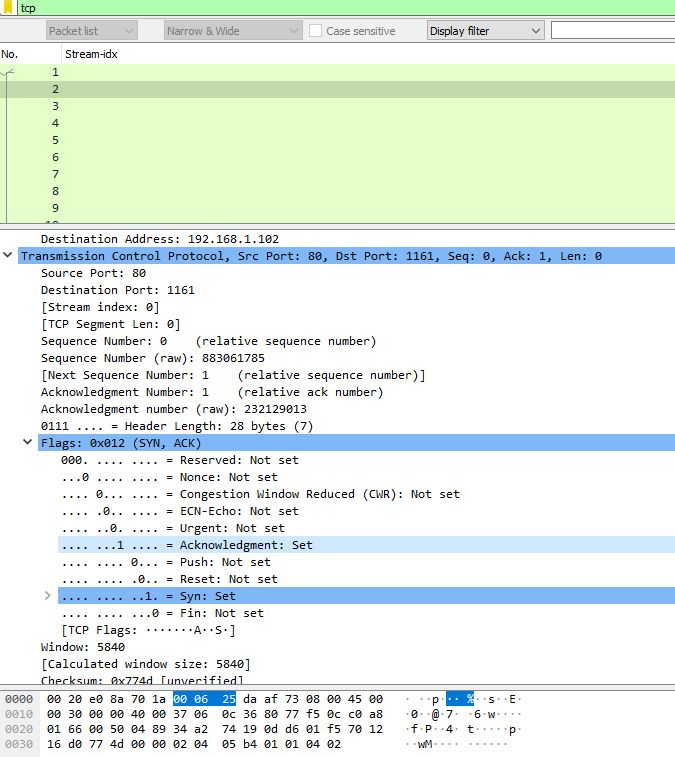 tcp
Packet list Narrow & Wide Case sensitive Display filter
No. Stream-idx
1
2
3
4
5
6
7
8
9
Destination Address: 192.168.1.102
Transmission Control Protocol, Src Port: 80, Dst Port: 1161, Seq: 0, Ack: 1, Len: 0
Source Port: 80
Destination Port: 1161
[Stream index: 0]
[TCP Segment Len: 0]
Sequence Number: 0    (relative sequence number)
Sequence Number (raw): 883061785
[Next Sequence Number: 1    (relative sequence number)]
Acknowledgment Number: 1    (relative ack number)
Acknowledgment number (raw): 232129013
0111 .... = Header Length: 28 bytes (7)
Flags: 0x012 (SYN, ACK)
000. .... .... = Reserved: Not set
...0 .... .... = Nonce: Not set
.... 0... .... = Congestion Window Reduced (CWR): Not set
.... .0.. .... = ECN-Echo: Not set
.... ..0. .... = Urgent: Not set
.... ...1 .... = Acknowledgment: Set
.... .... 0... = Push: Not set
.... .... .0.. = Reset: Not set
.... .... ..1. = Syn: Set
.... .... ...0 = Fin: Not set
[TCP Flags: ·······A··S·]
Window: 5840
[Calculated window size: 5840]
Checksum: 0x774d [unverified]
0000 00 20 e0 8a 70 1a 00 06 25 da af 73 08 00 45 00 · ··p···%··s··E·
0010 00 30 00 00 40 00 37 06 0c 36 80 77 f5 0c c0 a8 ·0··@·7··6·w····
0020 01 66 00 50 04 89 34 a2 74 19 0d d6 01 f5 70 12 ·f·P··4·t·····p·
0030 16 d0 77 4d 00 00 02 04 05 b4 01 01 04 02 ··wM··········